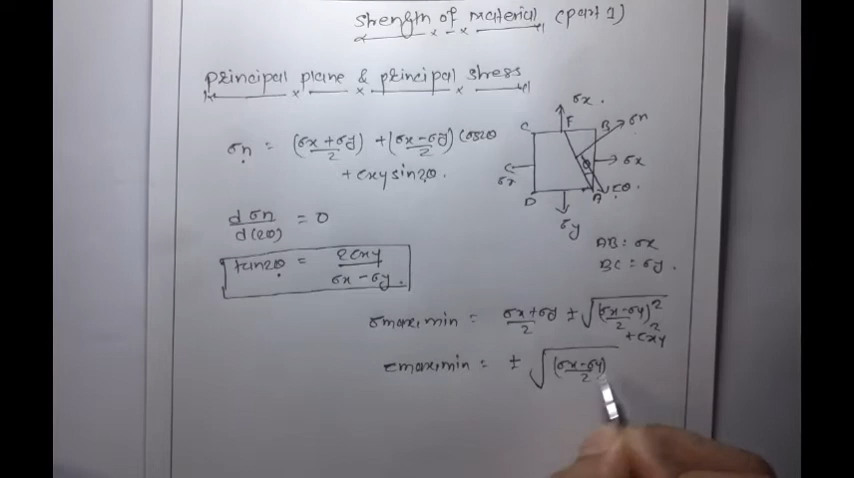 Strength of Material (part 1)
principal plane & principal stress
σn = (σx + σy)/2 + (σx - σy)/2 Cos2θ
+ τxy sin2θ.
dσn/d(2θ) = 0
tan2θ = 2τxy/σx - σy.
σx.
C F B σn
θ σx
σx
D A τθ.
σy
AB: σx
BC: σy.
σmax,min = σx+σy/2 ± √(σx-σy/2)²
+ τxy²
τmax,min = ± √(σx-σy/2)